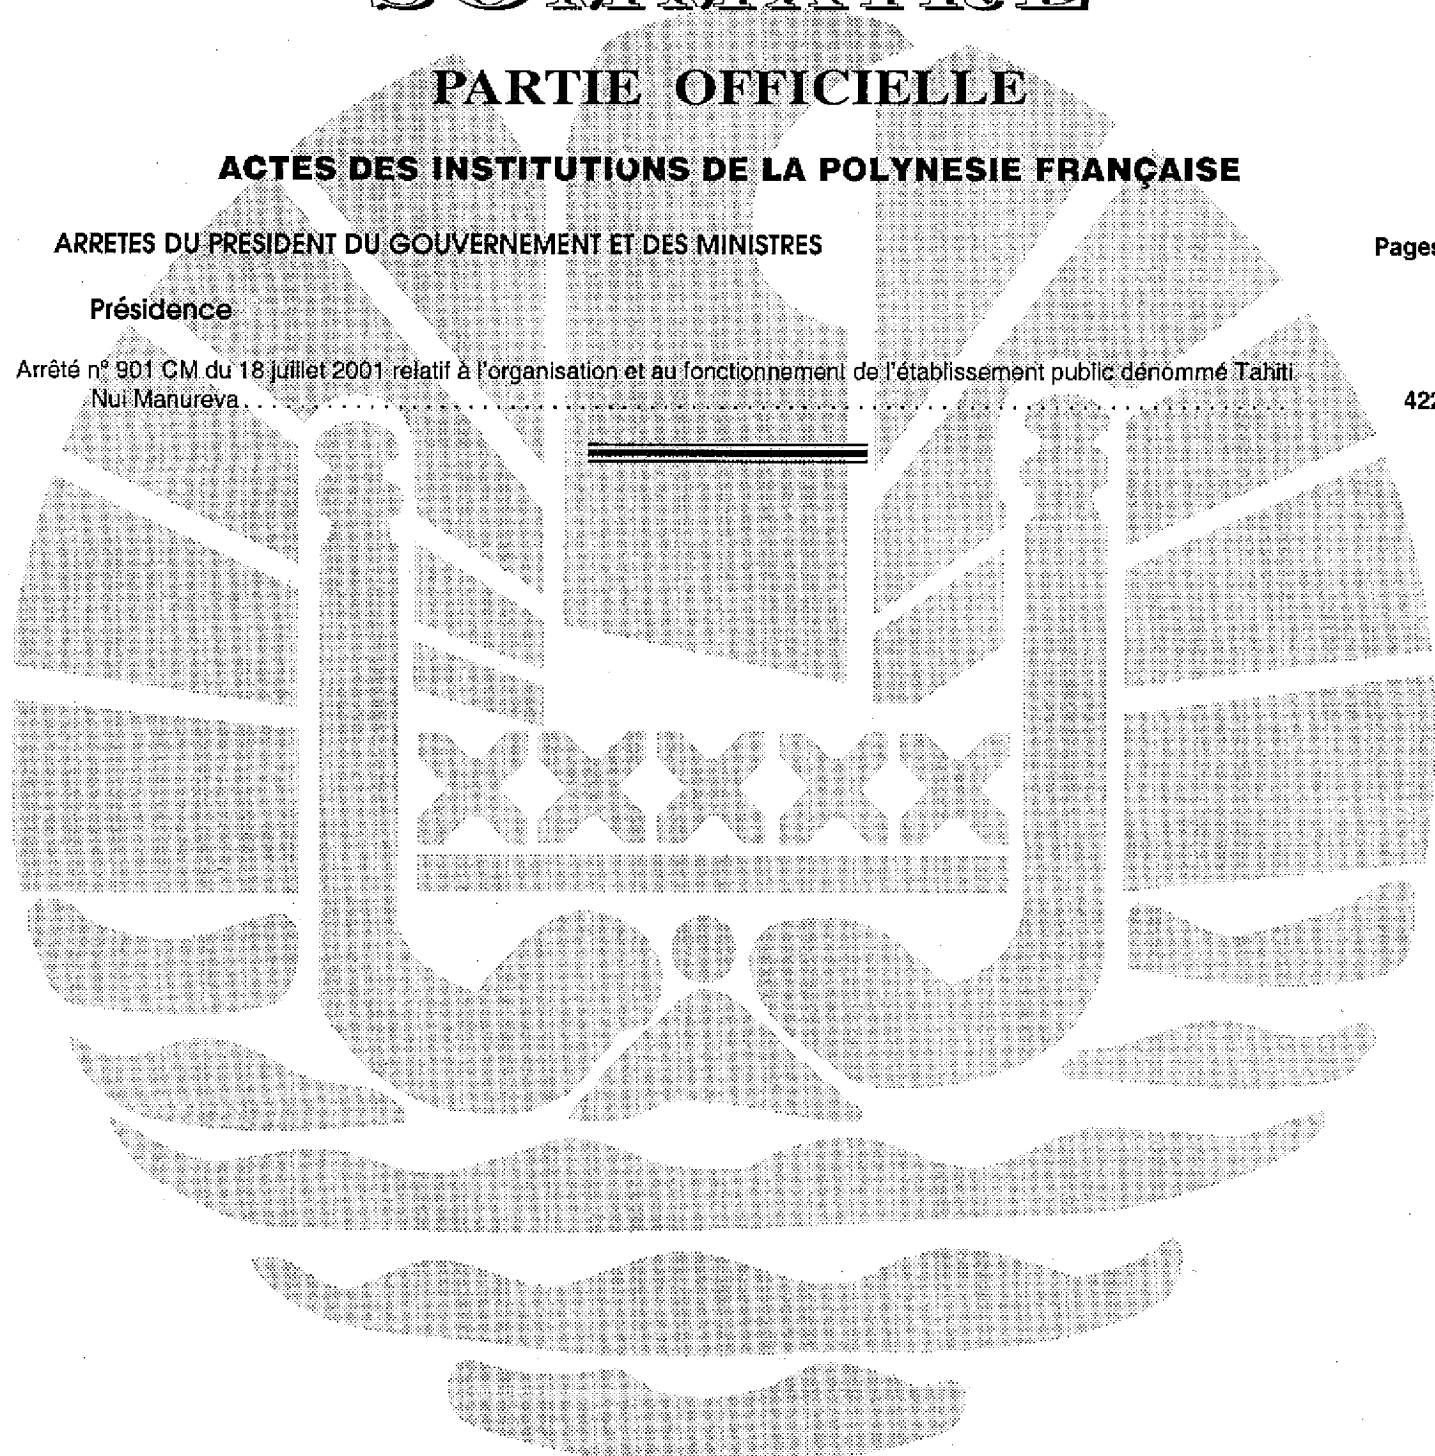 SOMMAIRE
PARTIE OFFICIELLE
ACTES DES INSTITUTIONS DE LA POLYNESIE FRANÇAISE
ARRETES DU PRESIDENT DU GOUVERNEMENT ET DES MINISTRES Pages
Présidence
Arrêté n° 901 CM du 18 juillet 2001 relatif à l'organisation et au fonctionnement de l'établissement public dénommé Tahiti
Nui Manureva . . . . . . . . . . . . . . . . . . . . . . . . . . . . . . . . . . . . . . . . 422